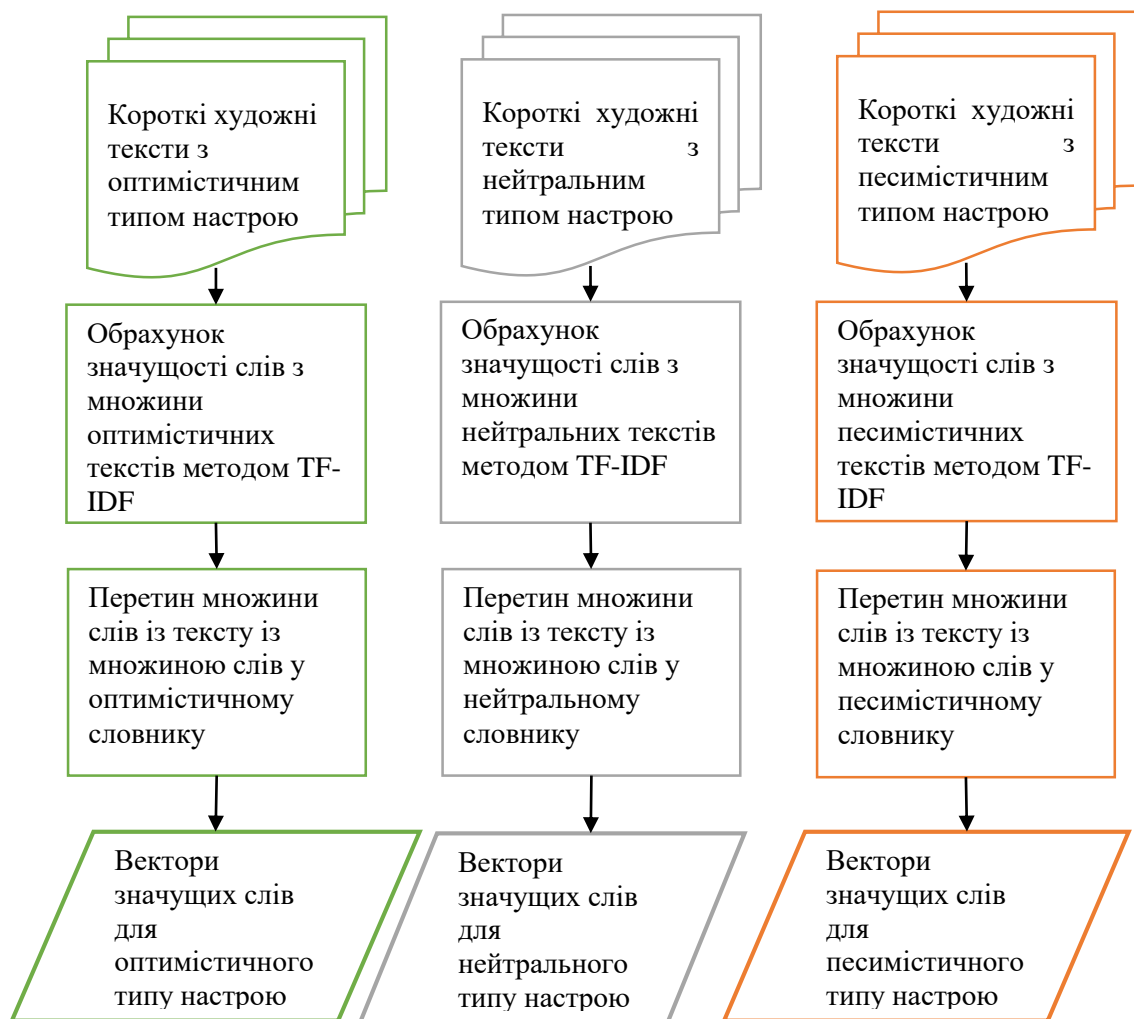 Короткі художні
тексти з
оптимістичним
типом настрою
Короткі художні
тексти з
нейтральним
типом настрою
Короткі художні
тексти з
песимістичним
типом настрою
Обрахунок
значущості слів з
множини
оптимістичних
текстів методом TF-
IDF
Обрахунок
значущості слів з
множини
нейтральних текстів
методом TF-IDF
Обрахунок
значущості слів з
множини
песимістичних
текстів методом TF-
IDF
Перетин множини
слів із тексту із
множиною слів у
оптимістичному
словнику
Перетин множини
слів із тексту із
множиною слів у
нейтральному
словнику
Перетин множини
слів із тексту із
множиною слів у
песимістичному
словнику
Вектори
значущих слів
для
оптимістичного
типу настрою
Вектори
значущих слів
для
нейтрального
типу настрою
Вектори
значущих слів
для
песимістичного
типу настрою